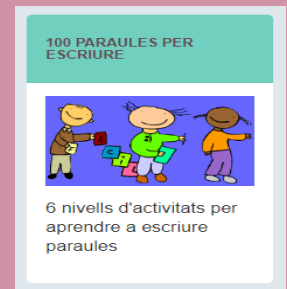 100 PARAULES PER
ESCRIURE
6 nivells d'activitats per
aprendre a escriure
paraules